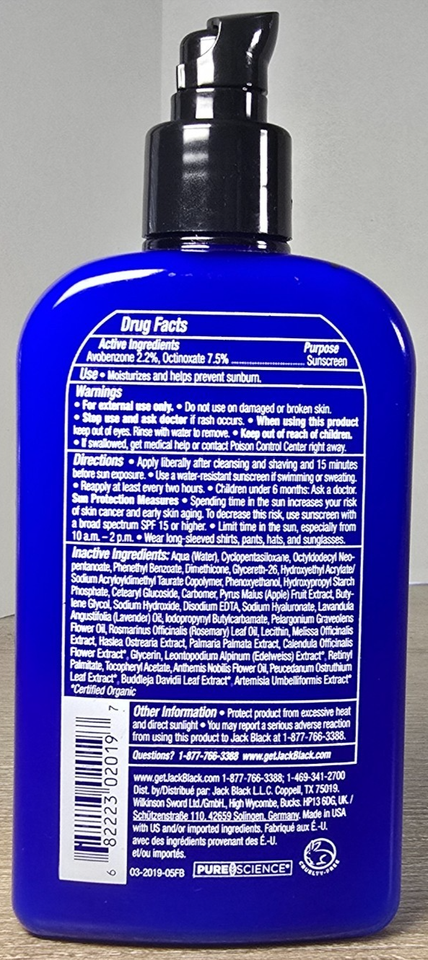 Drug Facts
Active Ingredients Purpose
Avobenzone 2.2%, Octinoxate 7.5% Sunscreen
Use • Moisturizes and helps prevent sunburn.
Warnings
• For external use only. • Do not use on damaged or broken skin.
• Stop use and ask doctor if rash occurs. • When using this product
keep out of eyes. Rinse with water to remove. • Keep out of reach of children.
• If swallowed, get medical help or contact Poison Control Center right away.
Directions • Apply liberally after cleansing and shaving and 15 minutes
before sun exposure. • Use a water-resistant sunscreen if swimming or sweating.
• Reapply at least every two hours. • Children under 6 months: Ask a doctor.
Sun Protection Measures • Spending time in the sun increases your risk
of skin cancer and early skin aging. To decrease this risk, use sunscreen with
a broad spectrum SPF 15 or higher. • Limit time in the sun, especially from
10 a.m. – 2 p.m. • Wear long-sleeved shirts, pants, hats, and sunglasses.
Inactive Ingredients: Aqua (Water), Cyclopentasiloxane, Octyldodecyl Neo-
pentanoate, Phenethyl Benzoate, Dimethicone, Glycereth-26, Hydroxyethyl Acrylate/
Sodium Acryloyldimethyl Taurate Copolymer, Phenoxyethanol, Hydroxypropyl Starch
Phosphate, Cetearyl Glucoside, Carbomer, Pyrus Malus (Apple) Fruit Extract, Buty-
lene Glycol, Sodium Hydroxide, Disodium EDTA, Sodium Hyaluronate, Lavandula
Angustifolia (Lavender) Oil, Iodopropynyl Butylcarbamate, Pelargonium Graveolens
Flower Oil, Rosmarinus Officinalis (Rosemary) Leaf Oil, Lecithin, Melissa Officinalis
Extract, Haslea Ostrearia Extract, Palmaria Palmata Extract, Calendula Officinalis
Flower Extract*, Glycerin, Leontopodium Alpinum (Edelweiss) Extract*, Retinyl
Palmitate, Tocopheryl Acetate, Anthemis Nobilis Flower Oil, Peucedanum Ostruthium
Leaf Extract*, Buddleja Davidii Leaf Extract*, Artemisia Umbelliformis Extract*
*Certified Organic
Other Information • Protect product from excessive heat
and direct sunlight • You may report a serious adverse reaction
from using this product to Jack Black at 1-877-766-3388.
Questions? 1-877-766-3388 www.getJackBlack.com
www.getJackBlack.com 1-877-766-3388; 1-469-341-2700
Dist. by/Distribué par: Jack Black L.L.C. Coppell, TX 75019.
Wilkinson Sword Ltd./GmbH., High Wycombe, Bucks. HP13 6DG, UK /
Schützenstraße 110, 42659 Solingen, Germany. Made in USA
with US and/or imported ingredients. Fabriqué aux É.-U.
avec des ingrédients provenant des É.-U.
et/ou importés.
03-2019-05FB PURE SCIENCE®
CRUELTY-FREE
6 82223 02019 7